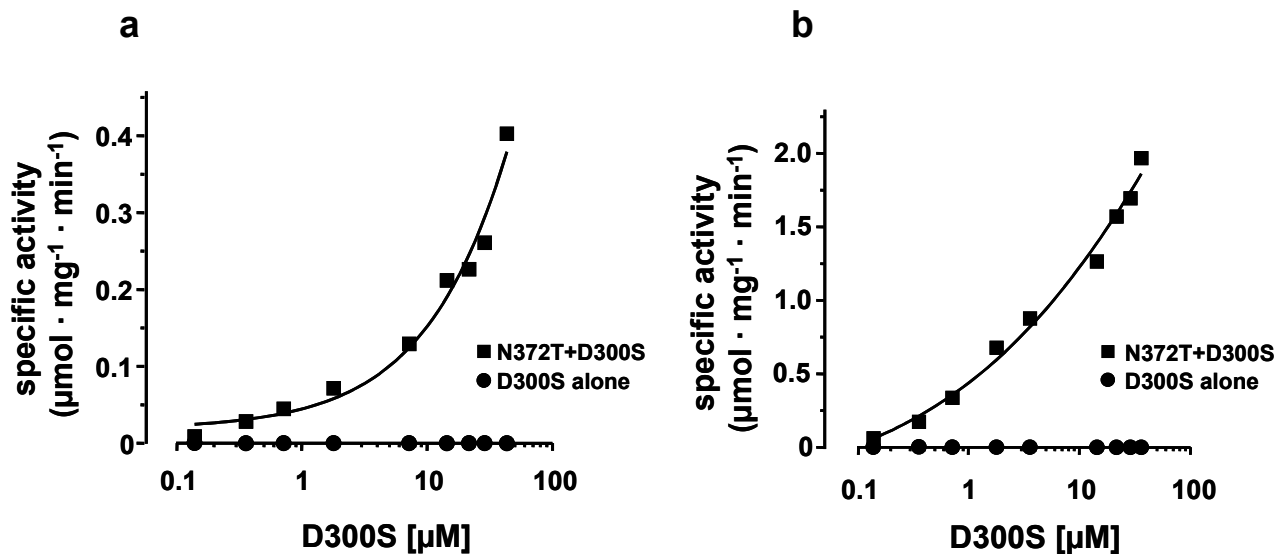 a
specific activity
(µmol · mg⁻¹ · min⁻¹)
0.4
0.3
0.2
0.1
0
0.1
1
10
100
D300S [µM]
N372T+D300S
D300S alone
b
specific activity
(µmol · mg⁻¹ · min⁻¹)
2.0
1.5
1.0
0.5
0
0.1
1
10
100
D300S [µM]
N372T+D300S
D300S alone